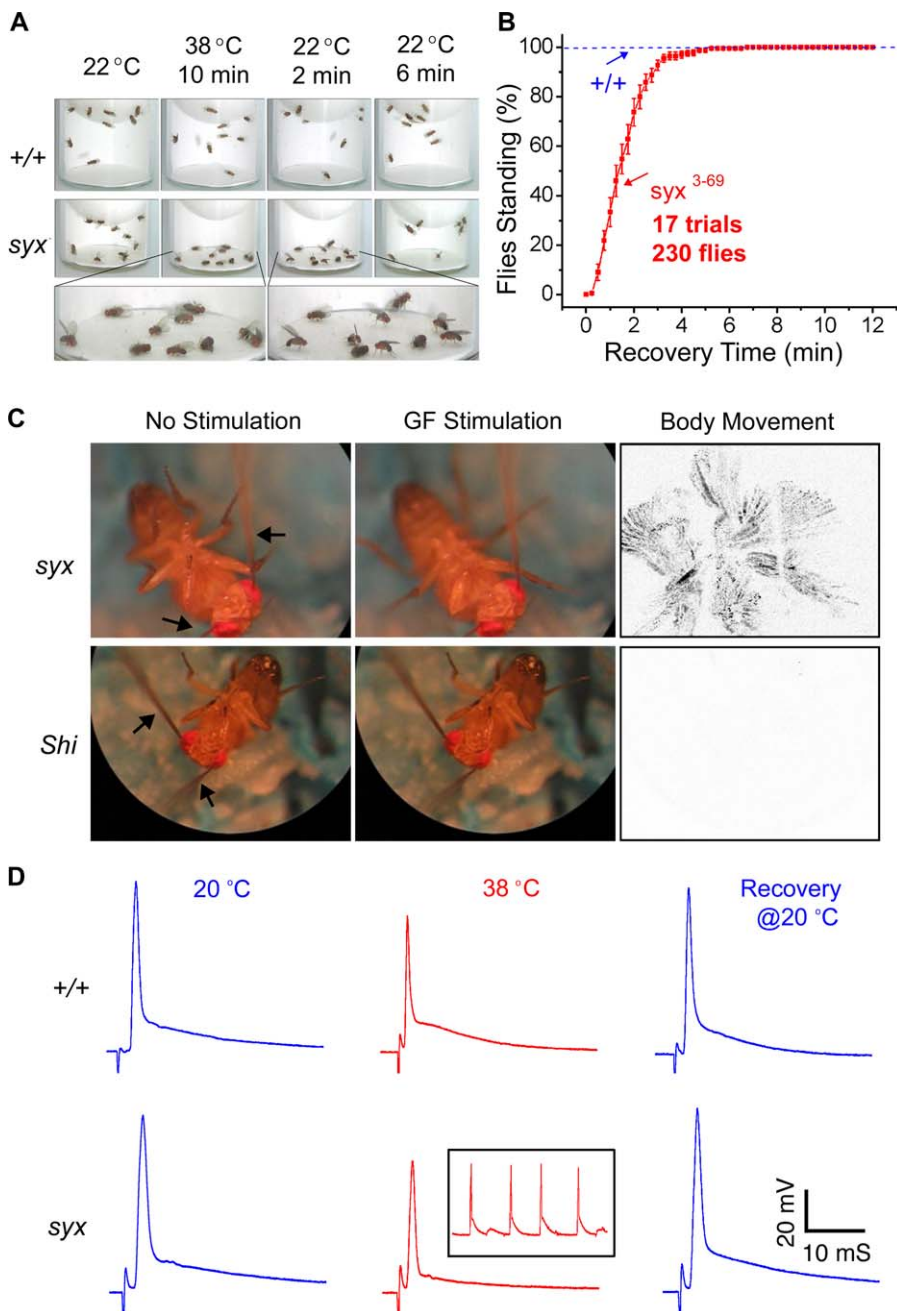 A
22 °C
38 °C
10 min
22 °C
2 min
22 °C
6 min
+/+
syx
B
Flies Standing (%)
100
80
60
40
20
0
+/+
syx 3-69
17 trials
230 flies
0 2 4 6 8 10 12
Recovery Time (min)
C
No Stimulation
GF Stimulation
Body Movement
syx
Shi
D
20 °C
38 °C
Recovery
@20 °C
+/+
syx
20 mV
10 mS